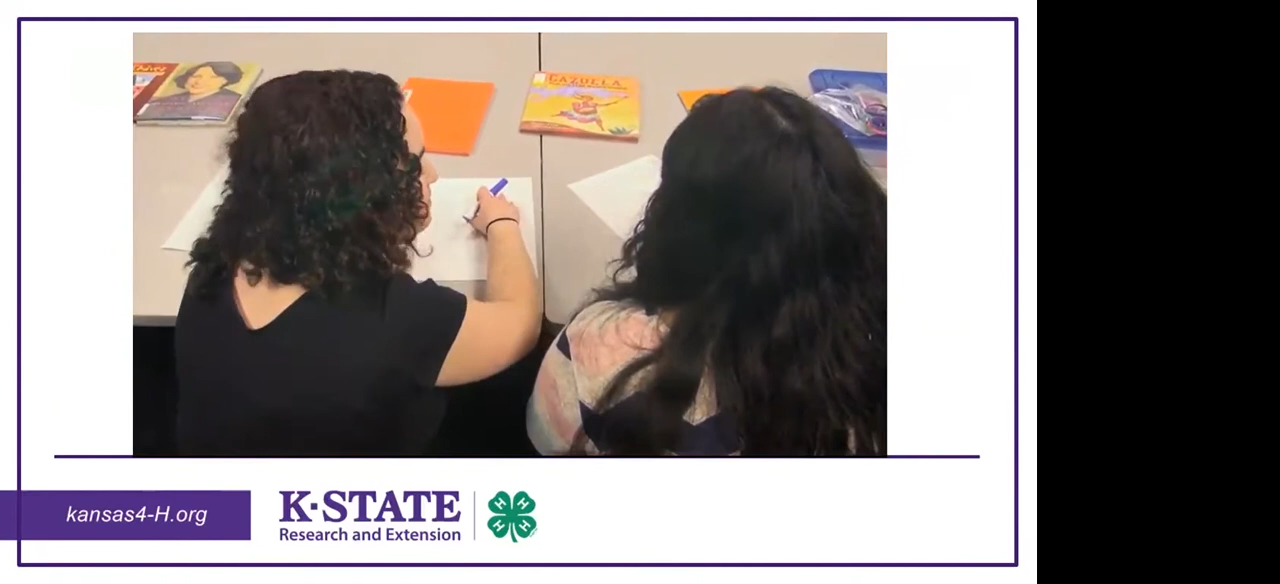 kansas4-H.org
K-STATE
Research and Extension
H H
H H